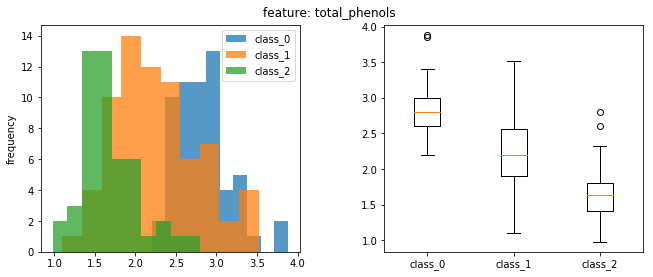 feature: total_phenols
frequency
14
12
10
8
6
4
2
0
1.0 1.5 2.0 2.5 3.0 3.5 4.0
class_0
class_1
class_2
4.0
3.5
3.0
2.5
2.0
1.5
1.0
class_0 class_1 class_2